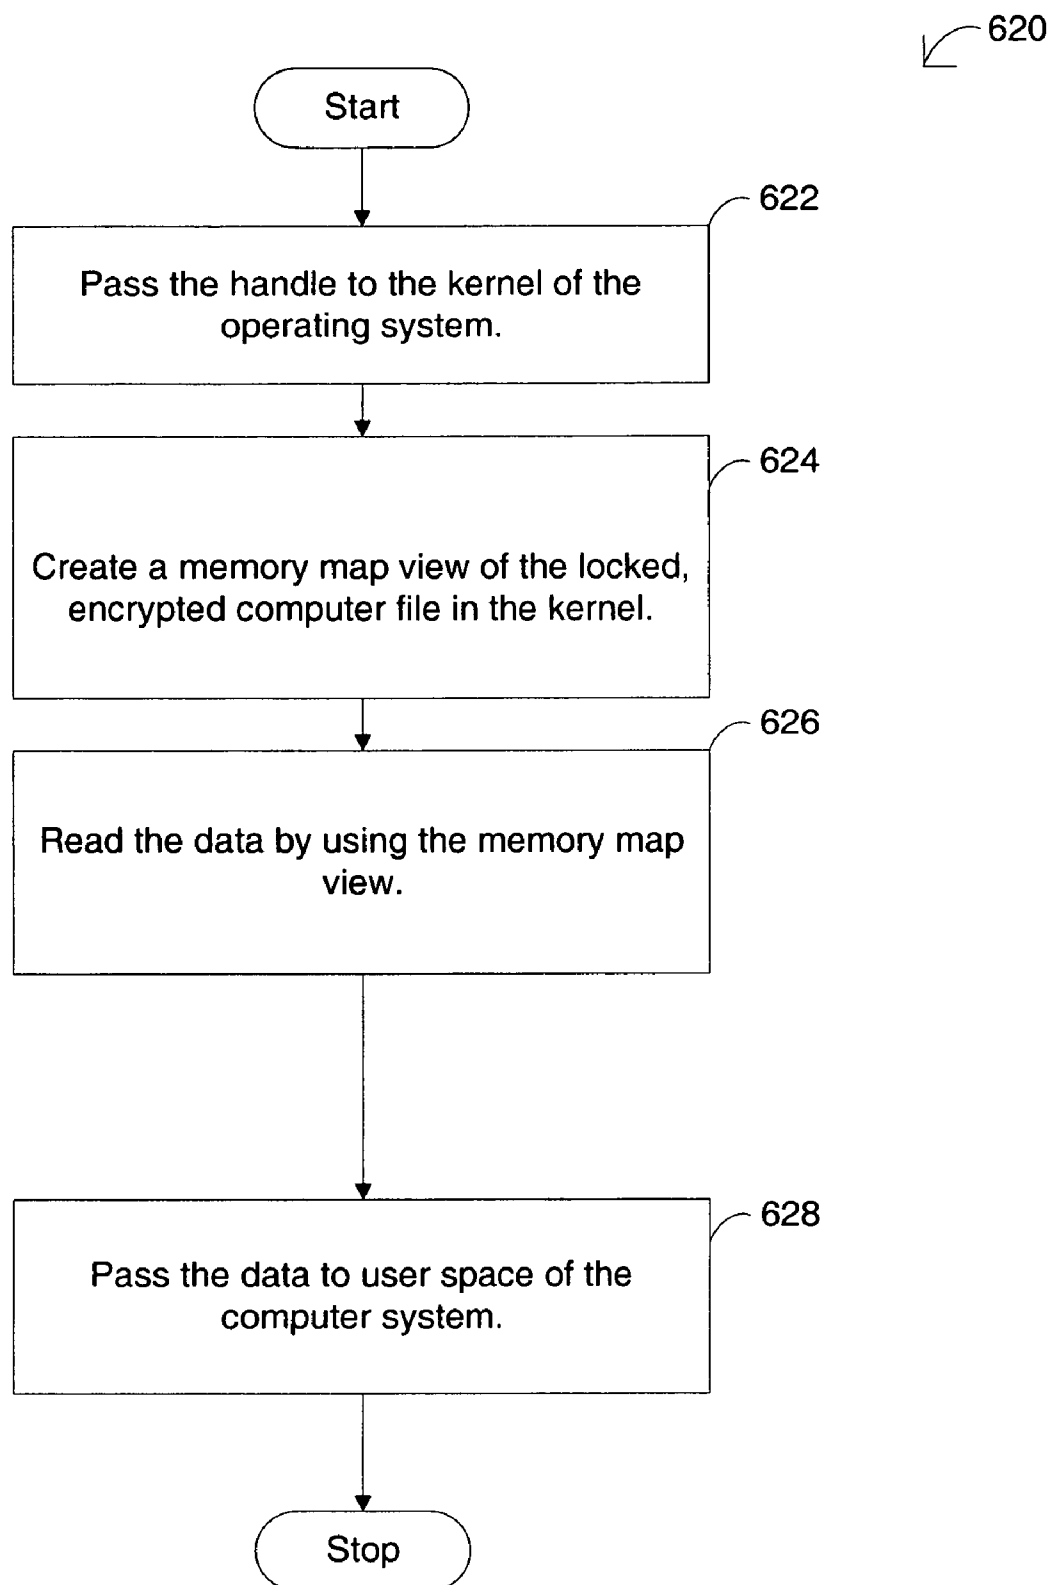 620
Start
622
Pass the handle to the kernel of the
operating system.
624
Create a memory map view of the locked,
encrypted computer file in the kernel.
626
Read the data by using the memory map
view.
628
Pass the data to user space of the
computer system.
Stop